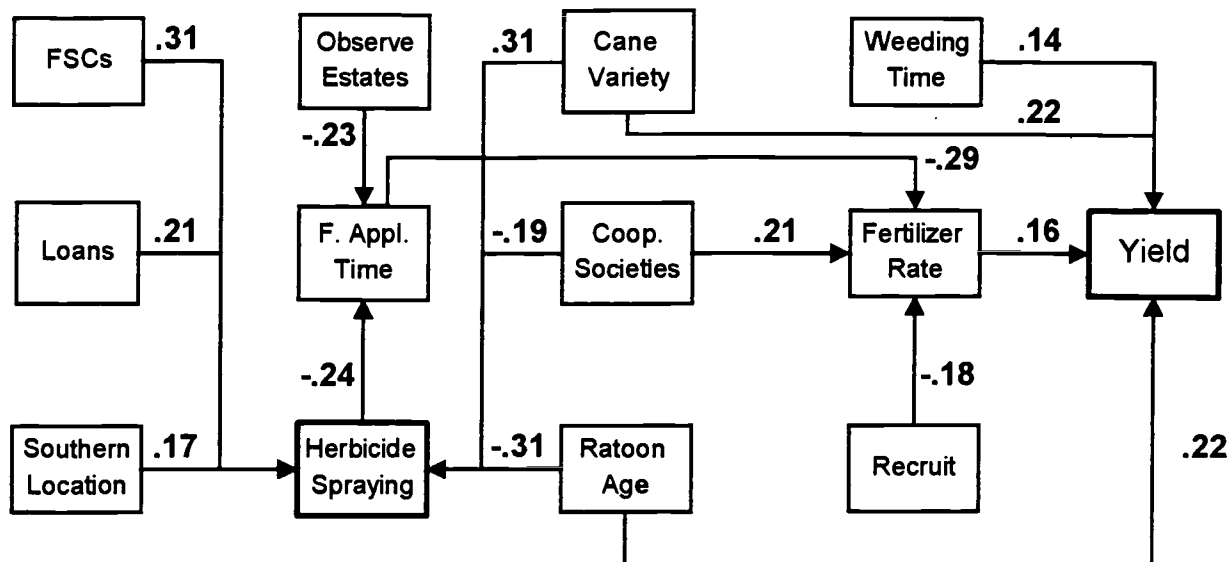 FSCs
.31
Observe
Estates
.31
Cane
Variety
Weeding
Time
.14
.22
-.23
-.29
Loans
.21
F. Appl.
Time
-.19
Coop.
Societies
.21
Fertilizer
Rate
.16
Yield
-.24
-.18
Southern
Location
.17
Herbicide
Spraying
-.31
Ratoon
Age
Recruit
.22